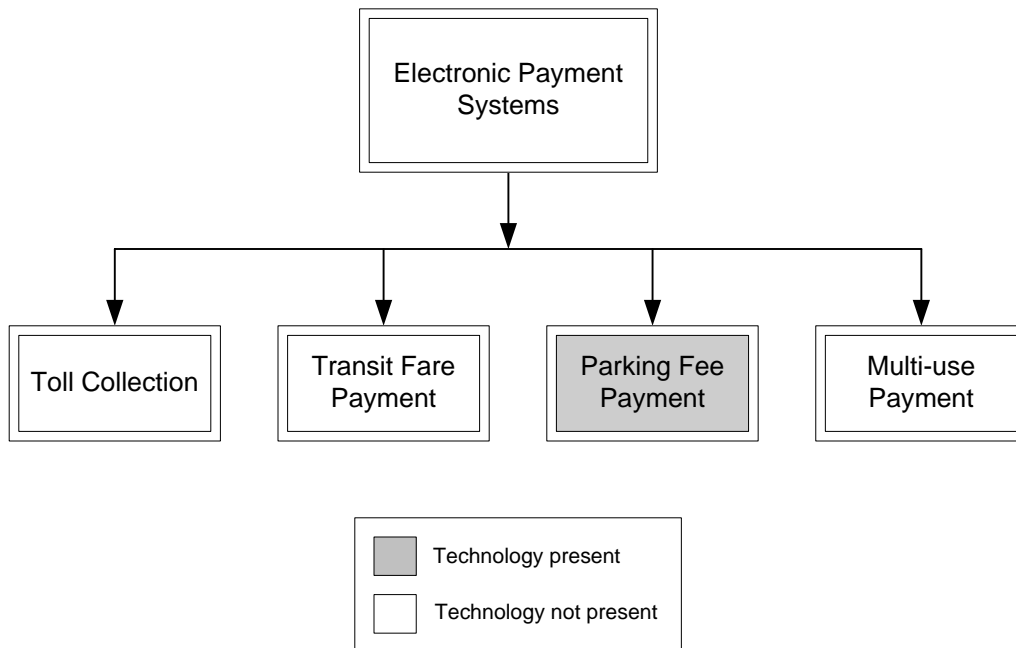 Electronic Payment
Systems
Toll Collection
Transit Fare
Payment
Parking Fee
Payment
Multi-use
Payment
Technology present
Technology not present